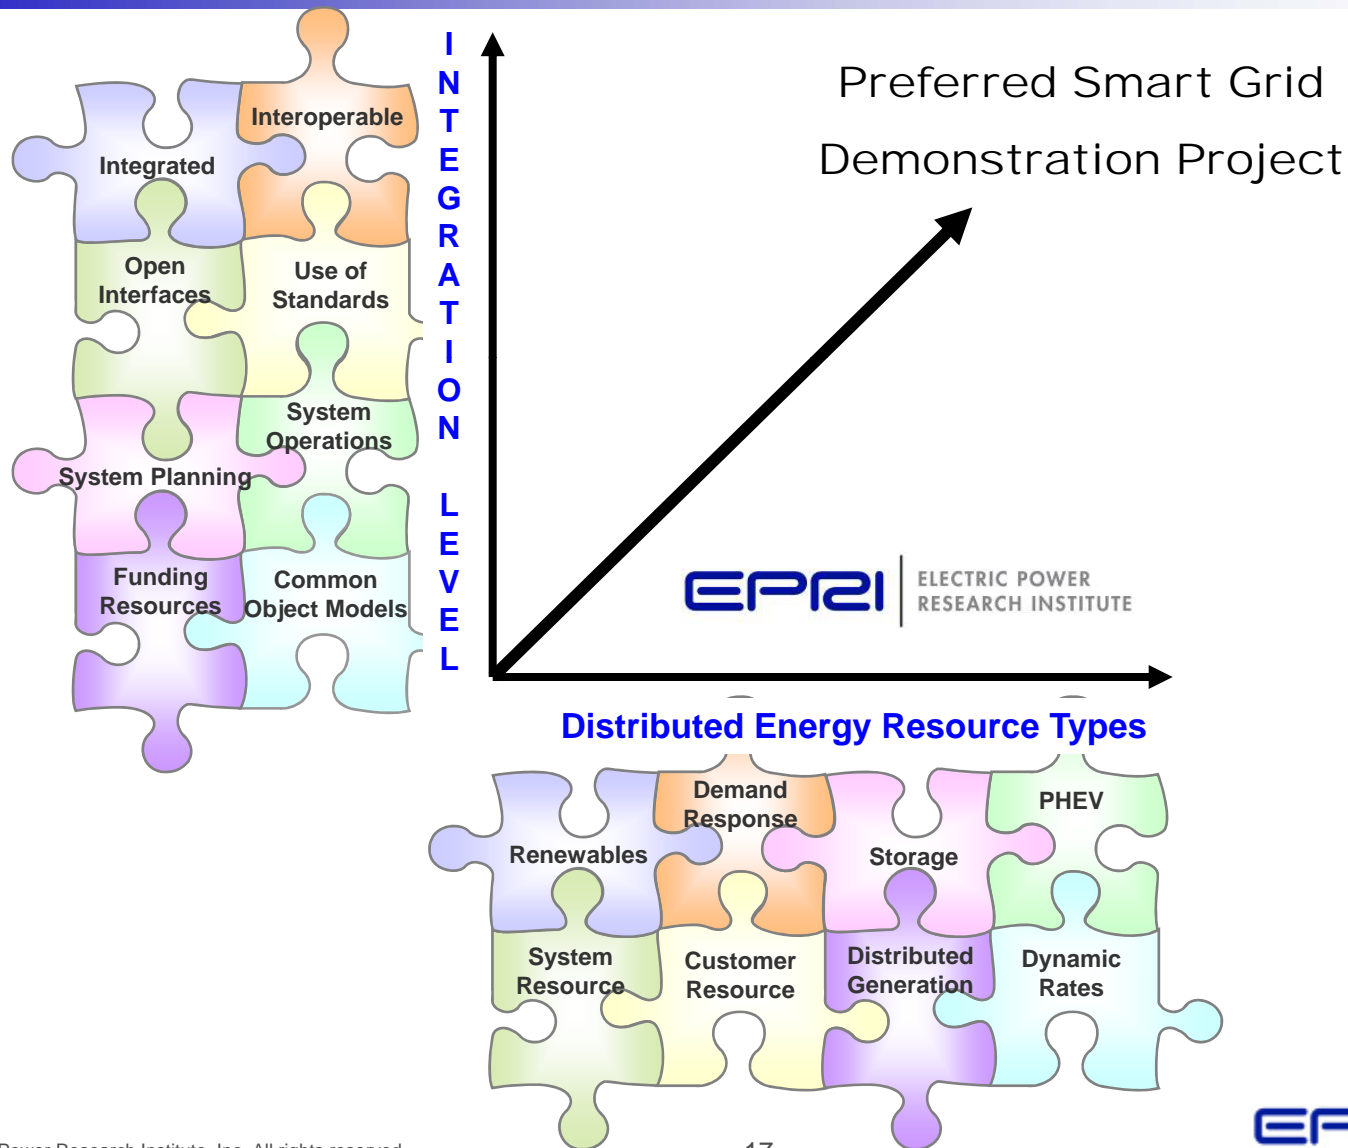 Preferred Smart Grid
Demonstration Project
INTEGRATION LEVEL
Interoperable
Integrated
Open
Interfaces
Use of
Standards
System
Operations
System Planning
Funding
Resources
Common
Object Models
EPRI
ELECTRIC POWER
RESEARCH INSTITUTE
Distributed Energy Resource Types
Demand
Response
PHEV
Renewables
Storage
System
Resource
Customer
Resource
Distributed
Generation
Dynamic
Rates